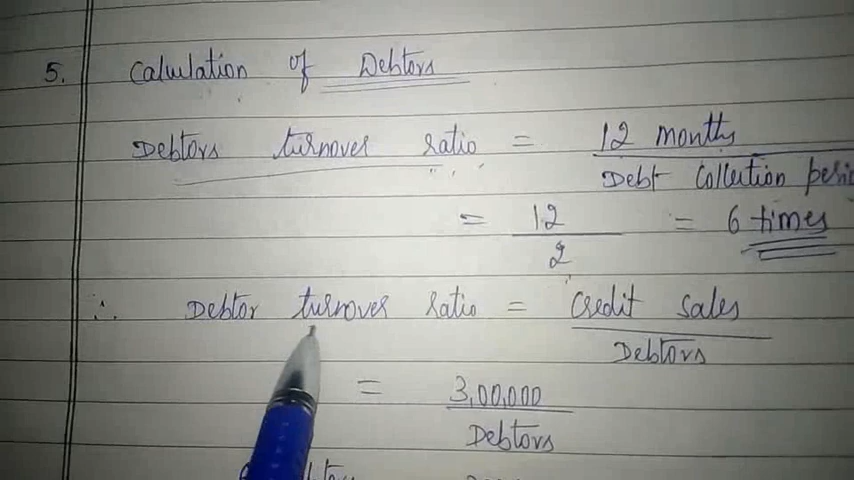 5. Calculation of Debtors
Debtors turnover ratio = 12 months
Debt collection
= 12 = 6 times
2
∴ Debtor turnover ratio = Credit sales
Debtors
= 3,00,000
Debtors